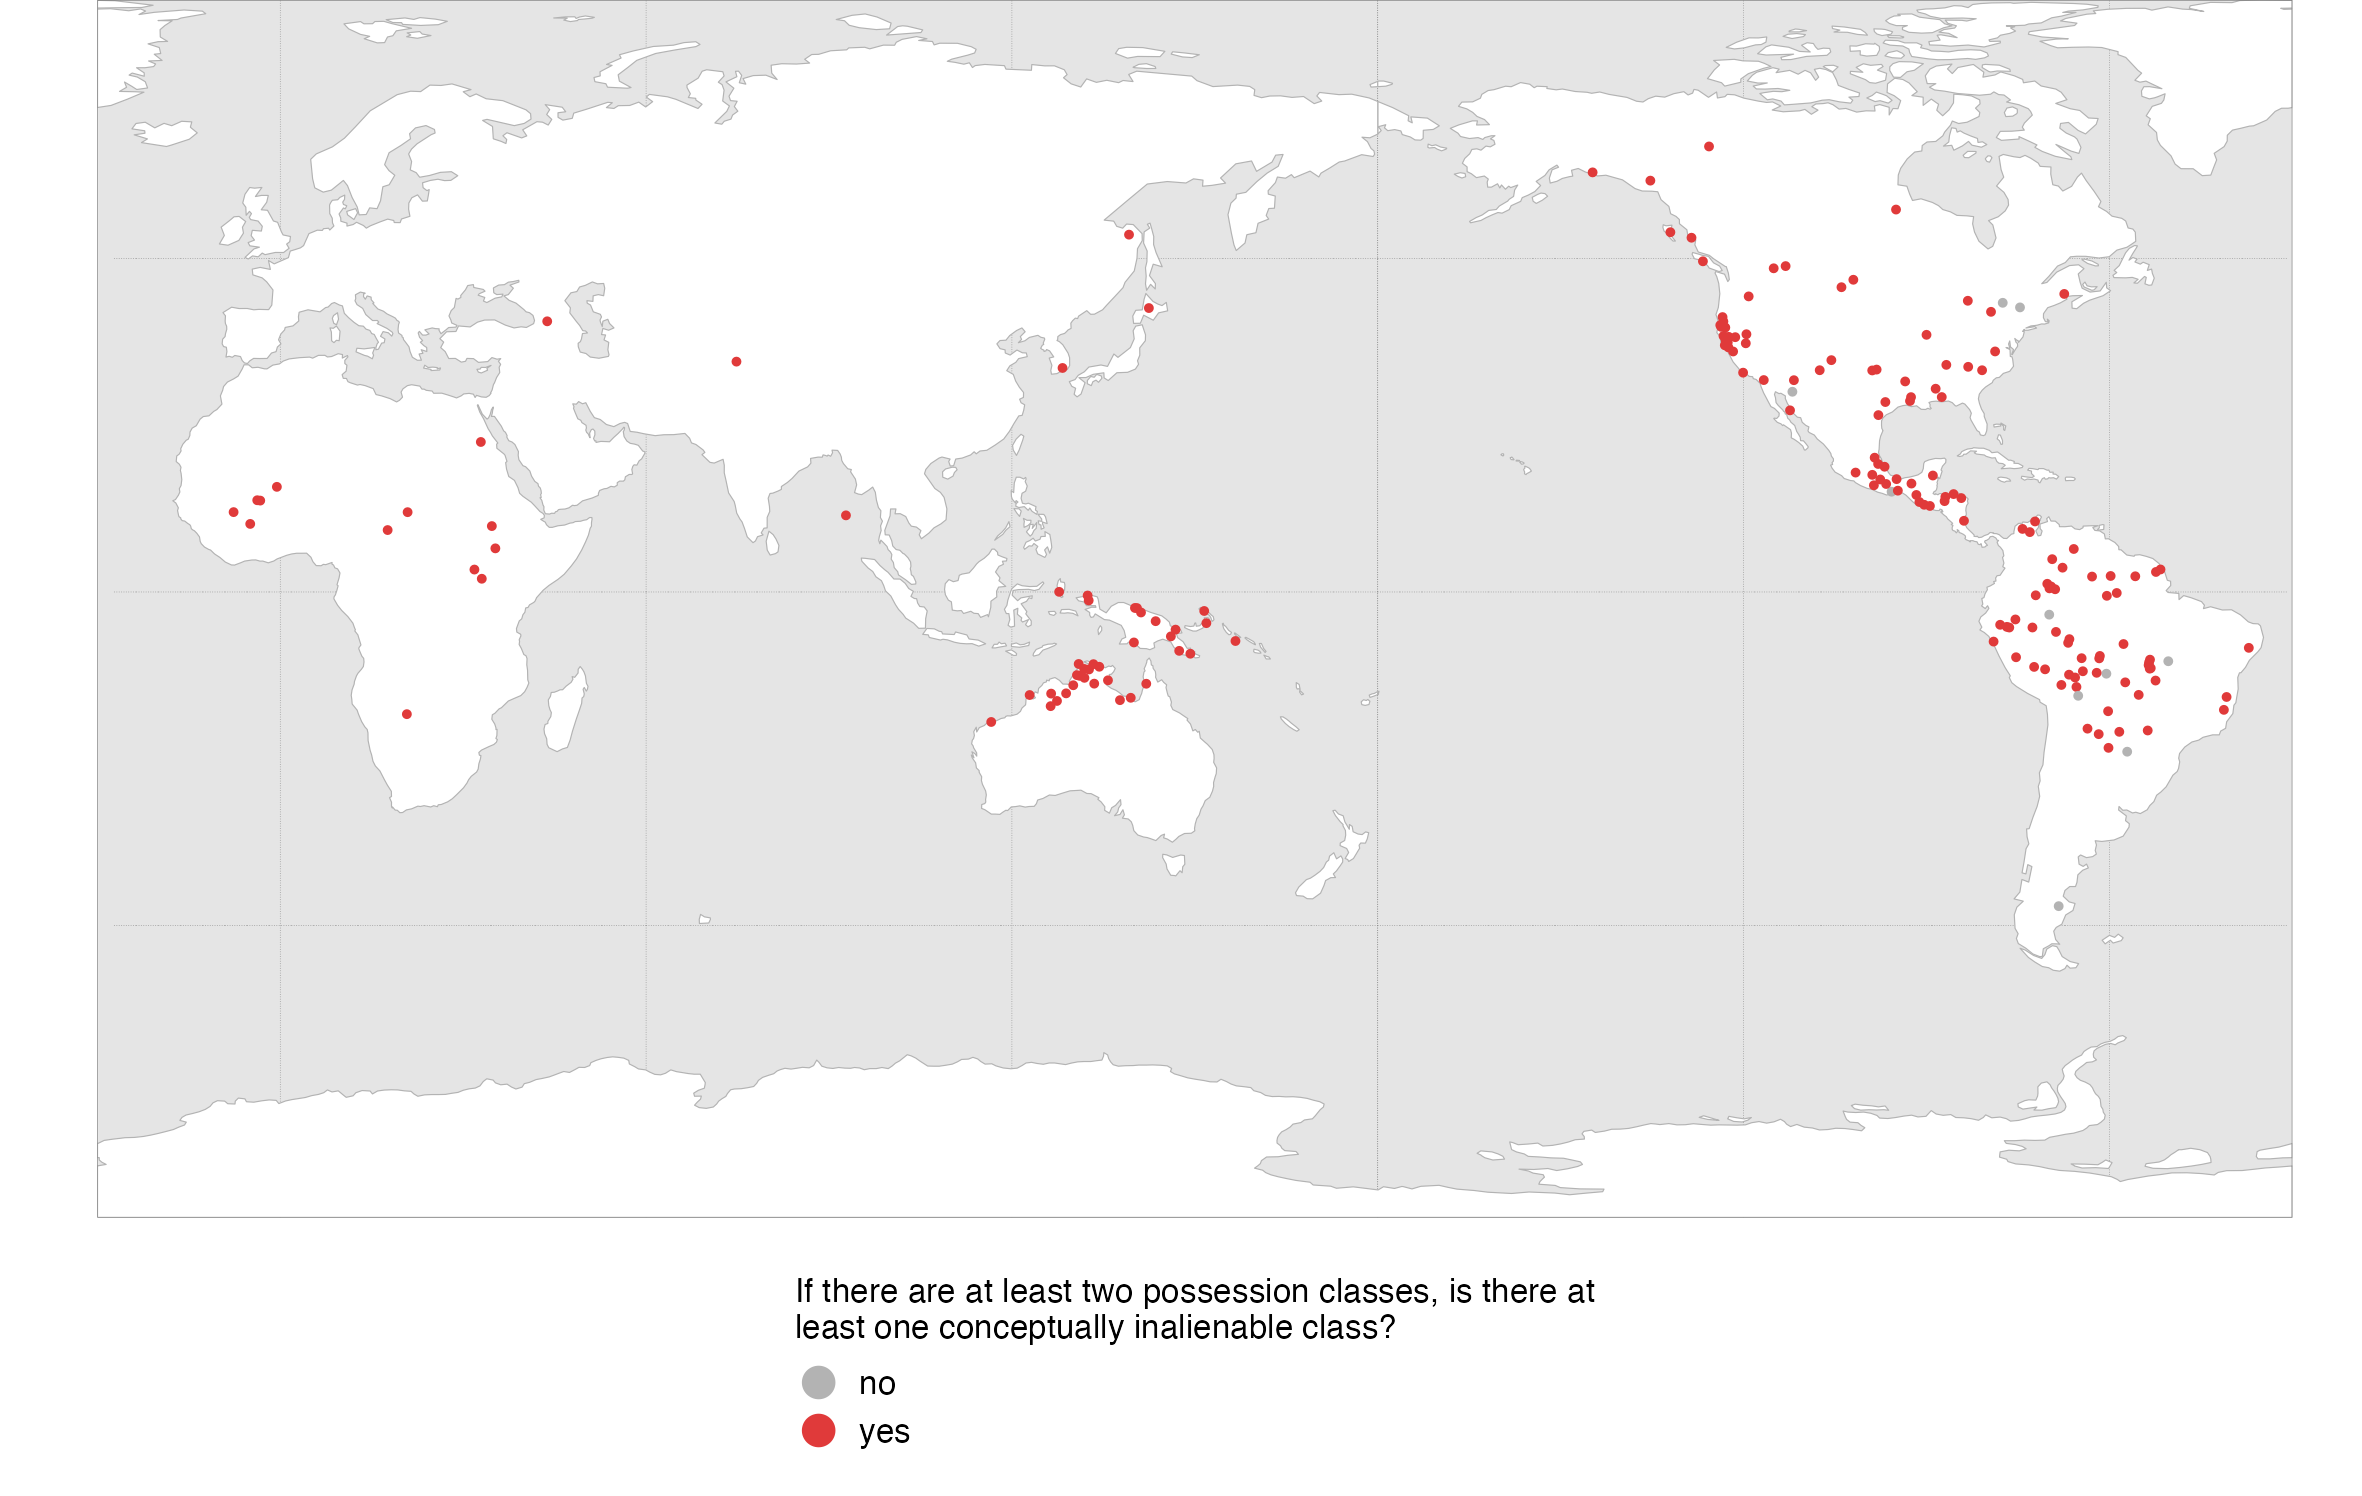 If there are at least two possession classes, is there at
least one conceptually inalienable class?
no
yes